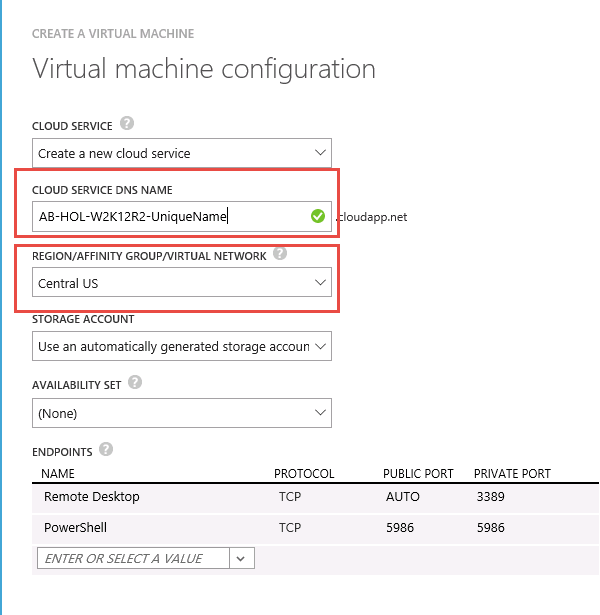 CREATE A VIRTUAL MACHINE
Virtual machine configuration
CLOUD SERVICE ?
Create a new cloud service
CLOUD SERVICE DNS NAME
AB-HOL-W2K12R2-UniqueName .cloudapp.net
REGION/AFFINITY GROUP/VIRTUAL NETWORK ?
Central US
STORAGE ACCOUNT
Use an automatically generated storage accoun
AVAILABILITY SET ?
(None)
ENDPOINTS ?
NAME PROTOCOL PUBLIC PORT PRIVATE PORT
Remote Desktop TCP AUTO 3389
PowerShell TCP 5986 5986
ENTER OR SELECT A VALUE